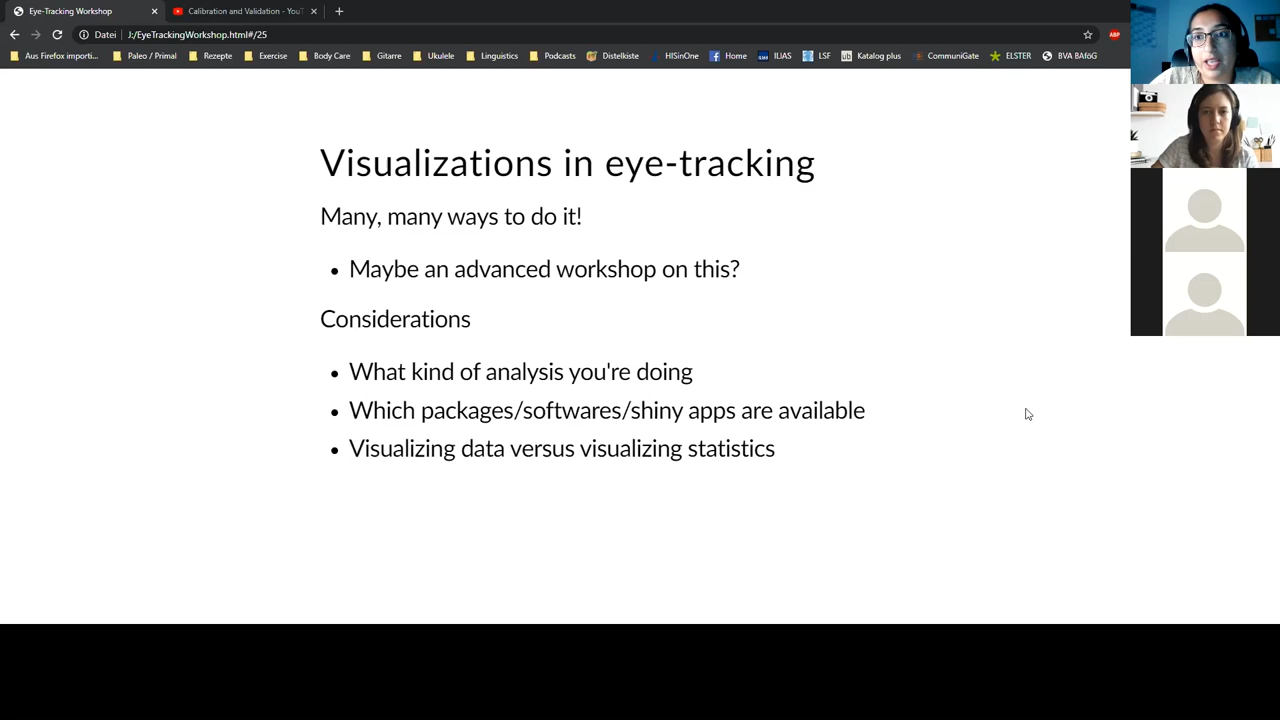 Eye-Tracking Workshop
Calibration and Validation - YouT
Datei
J:/EyeTrackingWorkshop.html#/25
ABP
Aus Firefox importi... Paleo / Primal Rezepte Exercise Body Care Gitarre Ukulele Linguistics Podcasts Distelkiste HISinOne Home ILIAS LSF Katalog plus CommuniGate ELSTER BVA BAföG
Visualizations in eye-tracking
Many, many ways to do it!
• Maybe an advanced workshop on this?
Considerations
• What kind of analysis you're doing
• Which packages/softwares/shiny apps are available
• Visualizing data versus visualizing statistics